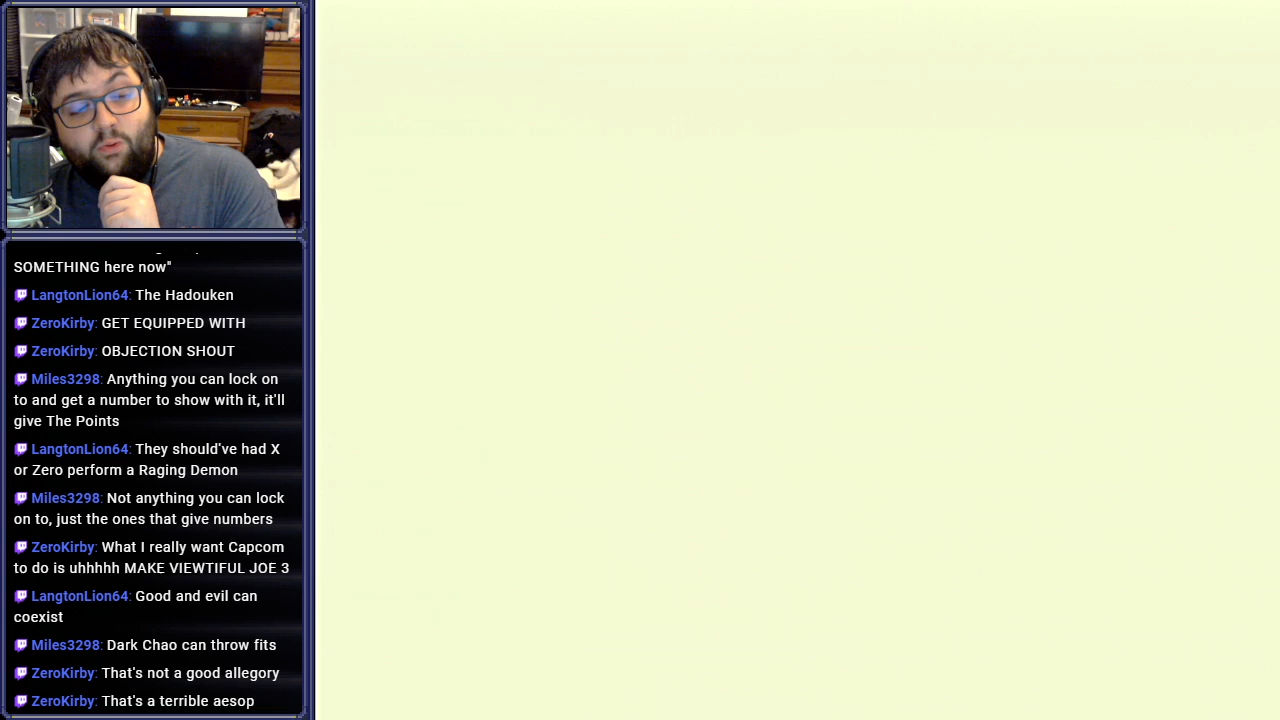 SOMETHING here now"
LangtonLion64: The Hadouken
ZeroKirby: GET EQUIPPED WITH
ZeroKirby: OBJECTION SHOUT
Miles3298: Anything you can lock on
to and get a number to show with it, it'll
give The Points
LangtonLion64: They should've had X
or Zero perform a Raging Demon
Miles3298: Not anything you can lock
on to, just the ones that give numbers
ZeroKirby: What I really want Capcom
to do is uhhhhh MAKE VIEWTIFUL JOE 3
LangtonLion64: Good and evil can
coexist
Miles3298: Dark Chao can throw fits
ZeroKirby: That's not a good allegory
ZeroKirby: That's a terrible aesop